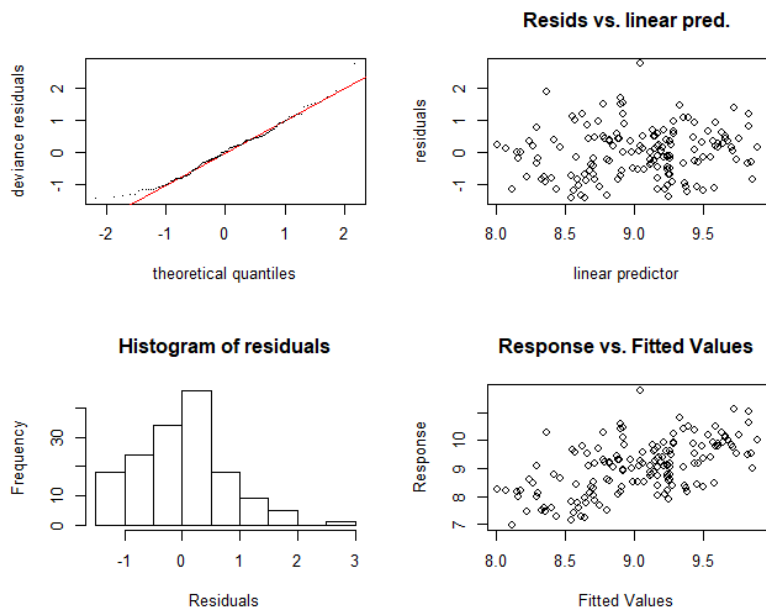 deviance residuals
-1 0 1 2
-2 -1 0 1 2
theoretical quantiles
Resids vs. linear pred.
residuals
-1 0 1 2
8.0 8.5 9.0 9.5
linear predictor
Histogram of residuals
Frequency
0 10 30
-1 0 1 2 3
Residuals
Response vs. Fitted Values
Response
7 8 9 10
8.0 8.5 9.0 9.5
Fitted Values